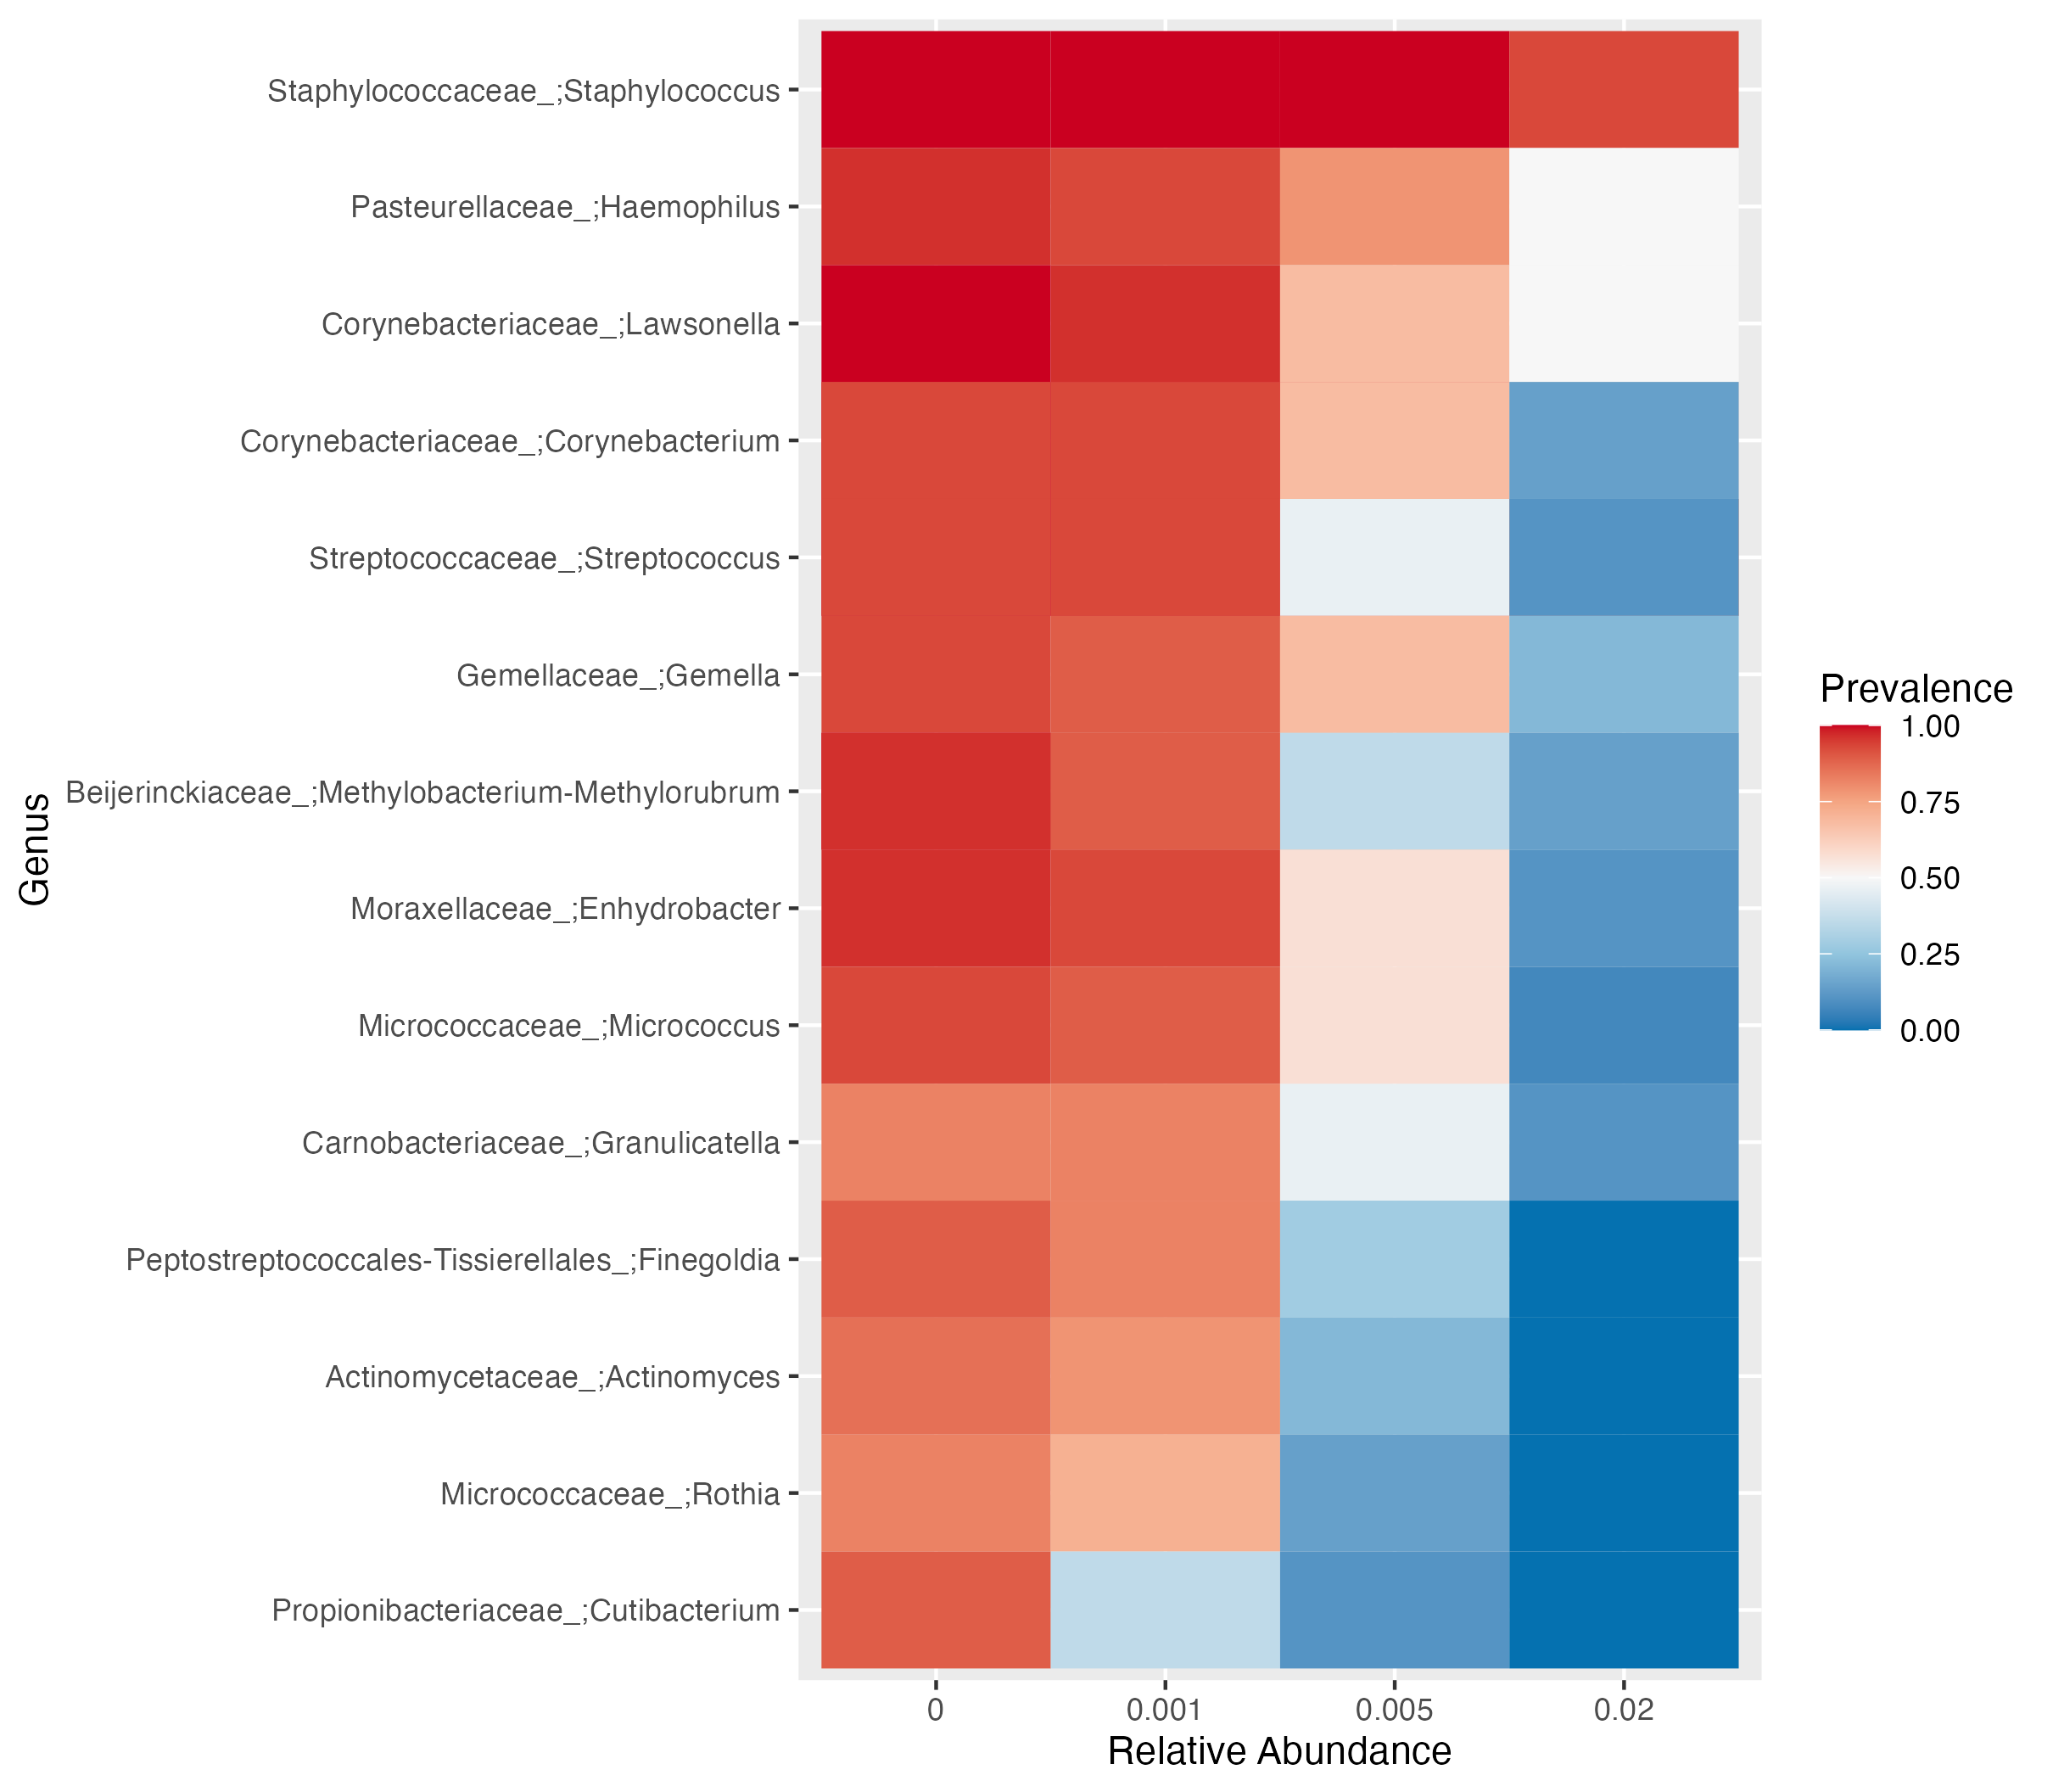 Staphylococcaceae_;Staphylococcus
Pasteurellaceae_;Haemophilus
Corynebacteriaceae_;Lawsonella
Corynebacteriaceae_;Corynebacterium
Streptococcaceae_;Streptococcus
Gemellaceae_;Gemella
Beijerinckiaceae_;Methylobacterium-Methylorubrum
Moraxellaceae_;Enhydrobacter
Micrococcaceae_;Micrococcus
Carnobacteriaceae_;Granulicatella
Peptostreptococcales-Tissierellales_;Finegoldia
Actinomycetaceae_;Actinomyces
Micrococcaceae_;Rothia
Propionibacteriaceae_;Cutibacterium
Genus
0 0.001 0.005 0.02
Relative Abundance
Prevalence
1.00
0.75
0.50
0.25
0.00